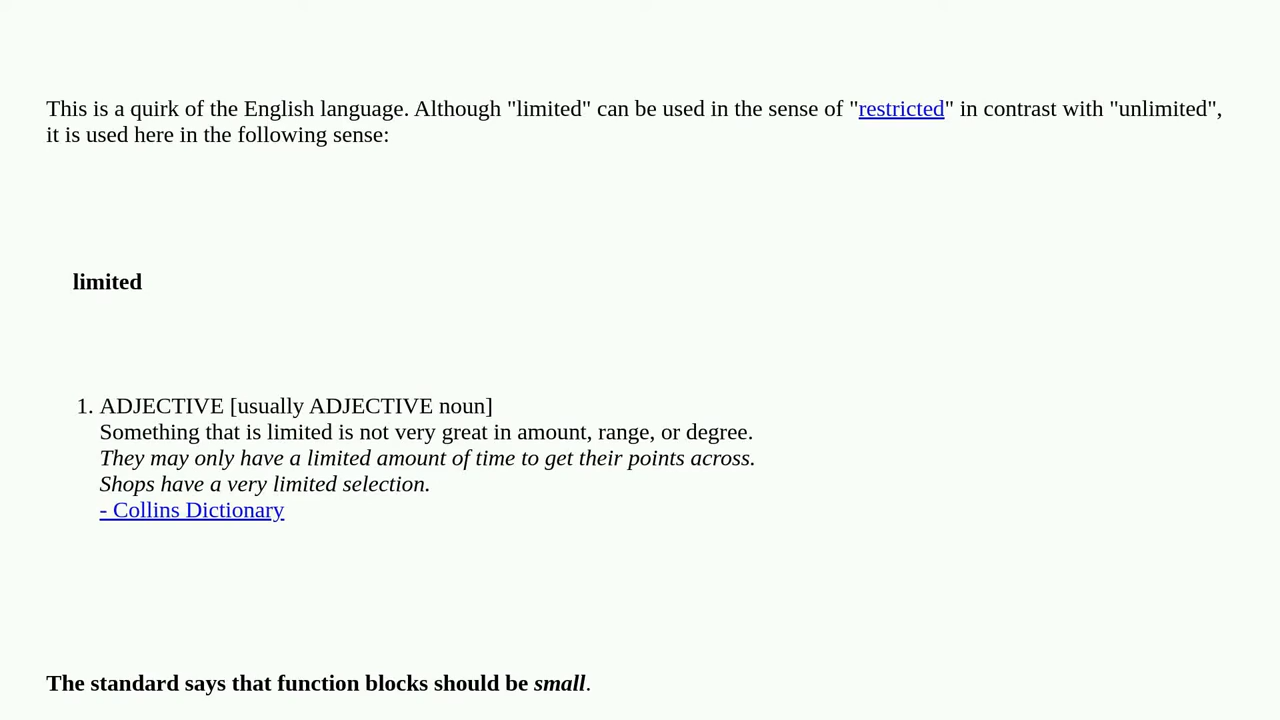 This is a quirk of the English language. Although "limited" can be used in the sense of "restricted" in contrast with "unlimited",
it is used here in the following sense:
limited
1. ADJECTIVE [usually ADJECTIVE noun]
Something that is limited is not very great in amount, range, or degree.
They may only have a limited amount of time to get their points across.
Shops have a very limited selection.
- Collins Dictionary
The standard says that function blocks should be small.